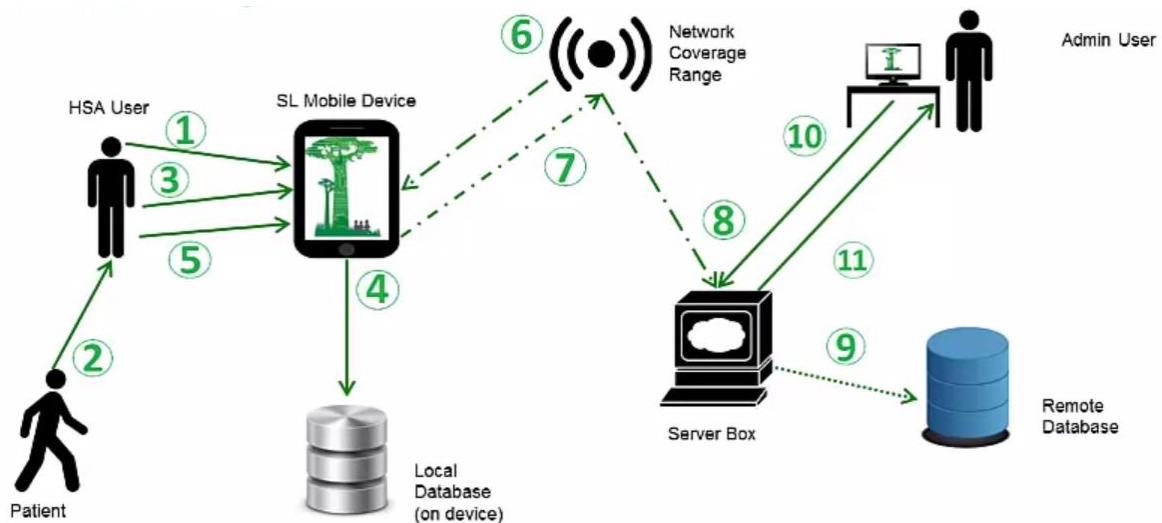 6
Network
Coverage
Range
Admin User
HSA User
SL Mobile Device
1
10
3
7
8
5
4
11
2
9
Server Box
Remote
Database
Local
Database
(on device)
Patient